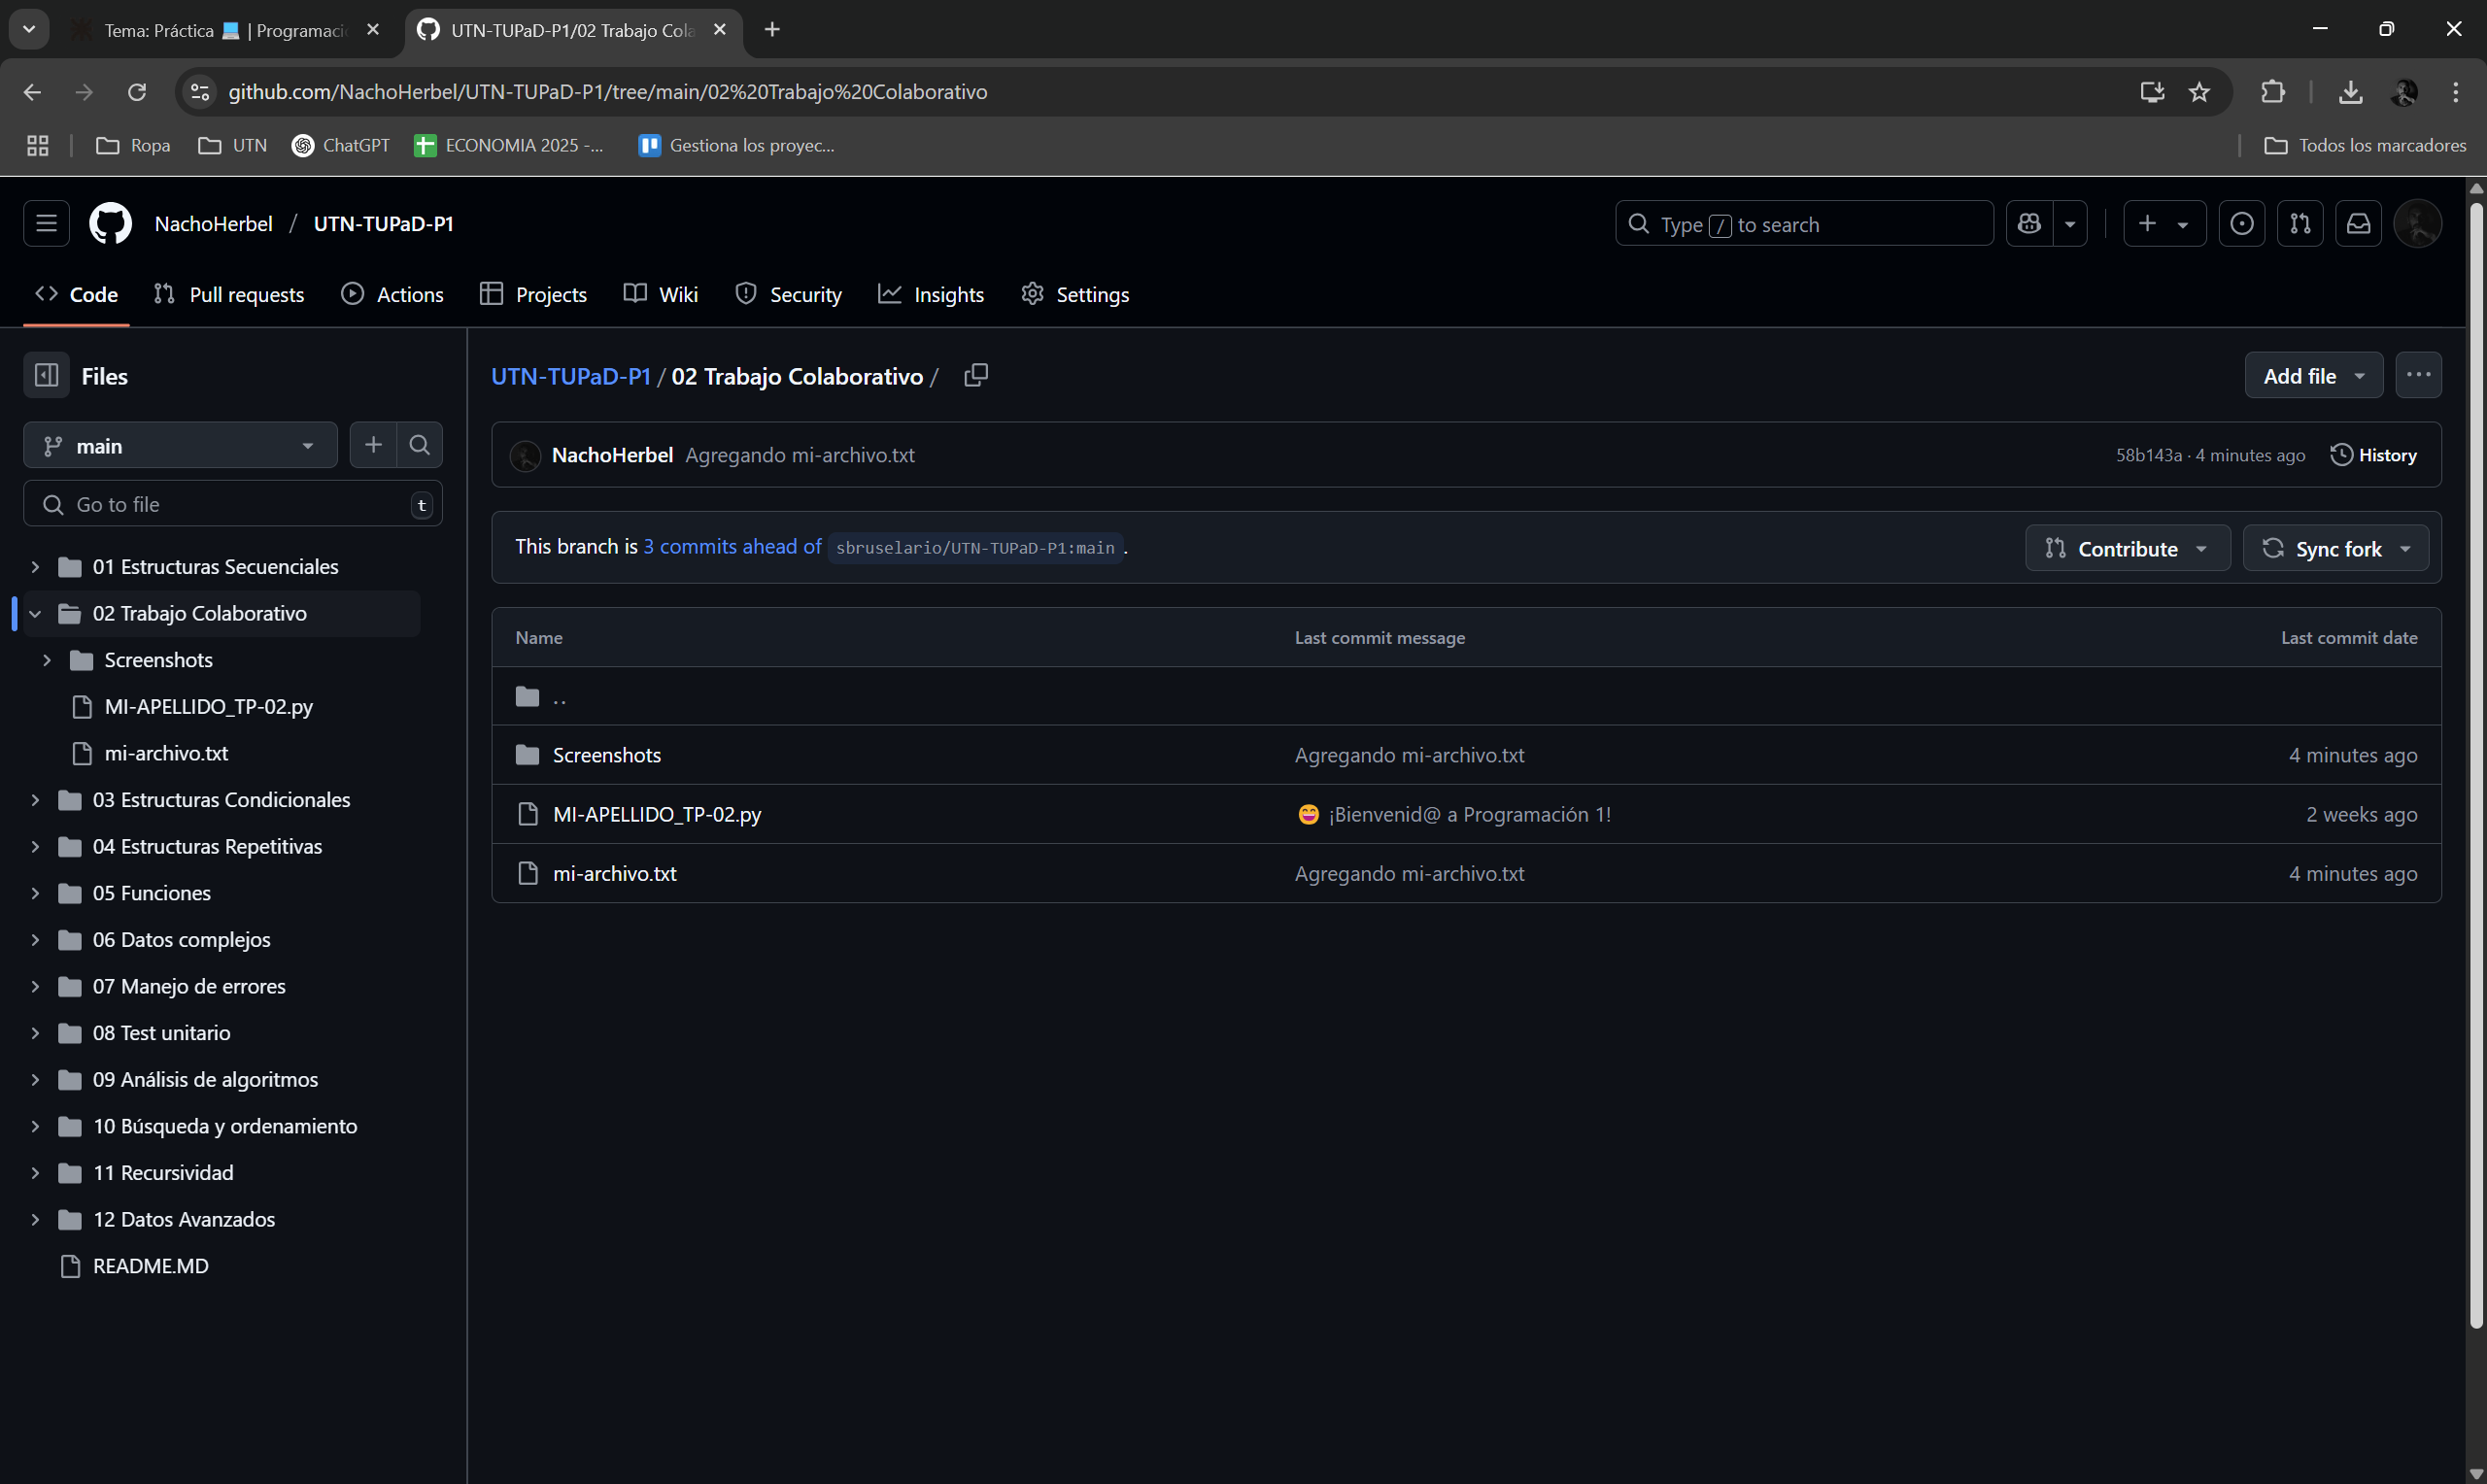 Tema: Práctica 💻 | Programaci
UTN-TUPaD-P1/02 Trabajo Cola
github.com/NachoHerbel/UTN-TUPaD-P1/tree/main/02%20Trabajo%20Colaborativo
Ropa
UTN
ChatGPT
ECONOMIA 2025 -...
Gestiona los proyec...
Todos los marcadores
NachoHerbel / UTN-TUPaD-P1
Type / to search
Code
Pull requests
Actions
Projects
Wiki
Security
Insights
Settings
Files
main
Go to file
t
01 Estructuras Secuenciales
02 Trabajo Colaborativo
Screenshots
MI-APELLIDO_TP-02.py
mi-archivo.txt
03 Estructuras Condicionales
04 Estructuras Repetitivas
05 Funciones
06 Datos complejos
07 Manejo de errores
08 Test unitario
09 Análisis de algoritmos
10 Búsqueda y ordenamiento
11 Recursividad
12 Datos Avanzados
README.MD
UTN-TUPaD-P1 / 02 Trabajo Colaborativo /
Add file
NachoHerbel Agregando mi-archivo.txt
58b143a · 4 minutes ago
History
This branch is 3 commits ahead of sbruselario/UTN-TUPaD-P1:main .
Contribute
Sync fork
Name Last commit message Last commit date
..
Screenshots Agregando mi-archivo.txt 4 minutes ago
MI-APELLIDO_TP-02.py 😄 ¡Bienvenid@ a Programación 1! 2 weeks ago
mi-archivo.txt Agregando mi-archivo.txt 4 minutes ago